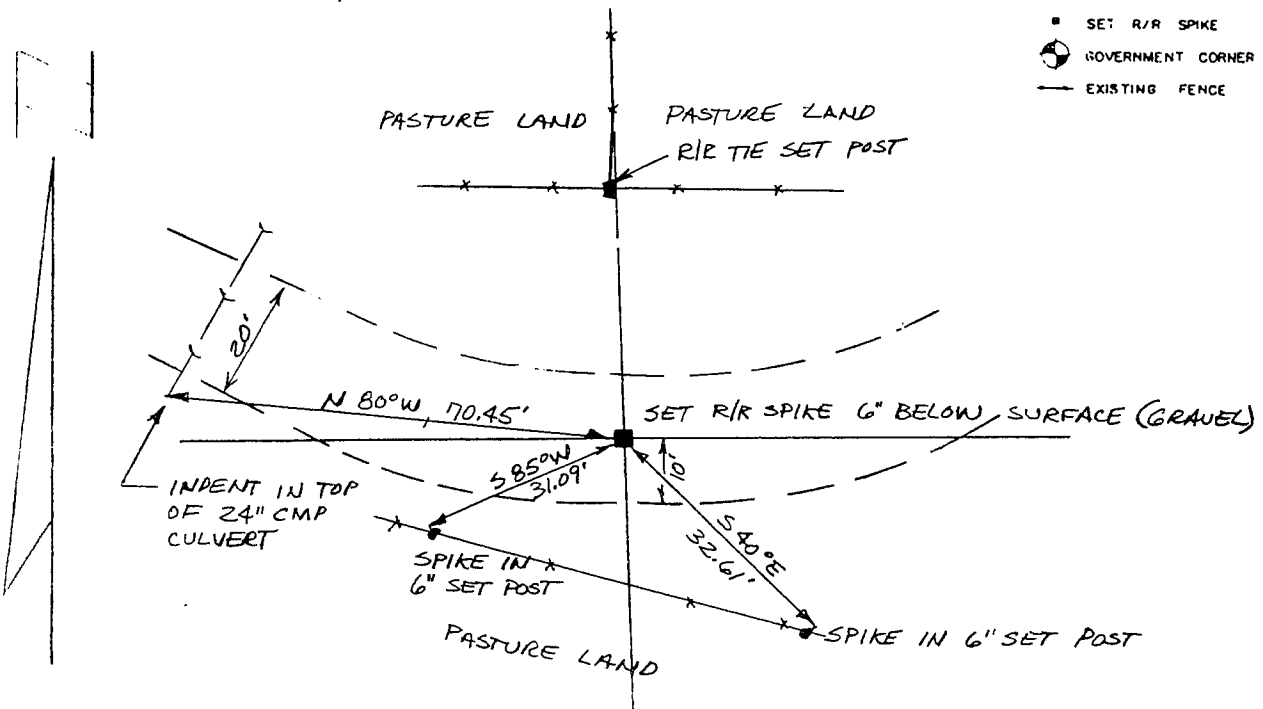 SET R/R SPIKE
GOVERNMENT CORNER
EXISTING FENCE
PASTURE LAND
PASTURE LAND
R/R TIE SET POST
20'
N 80°W, 70.45'
SET R/R SPIKE 6" BELOW SURFACE (GRAVEL)
10'
S 85°W
31.09'
S 40°E
32.61'
INDENT IN TOP
OF 24" CMP
CULVERT
SPIKE IN
6" SET POST
SPIKE IN 6" SET POST
PASTURE LAND